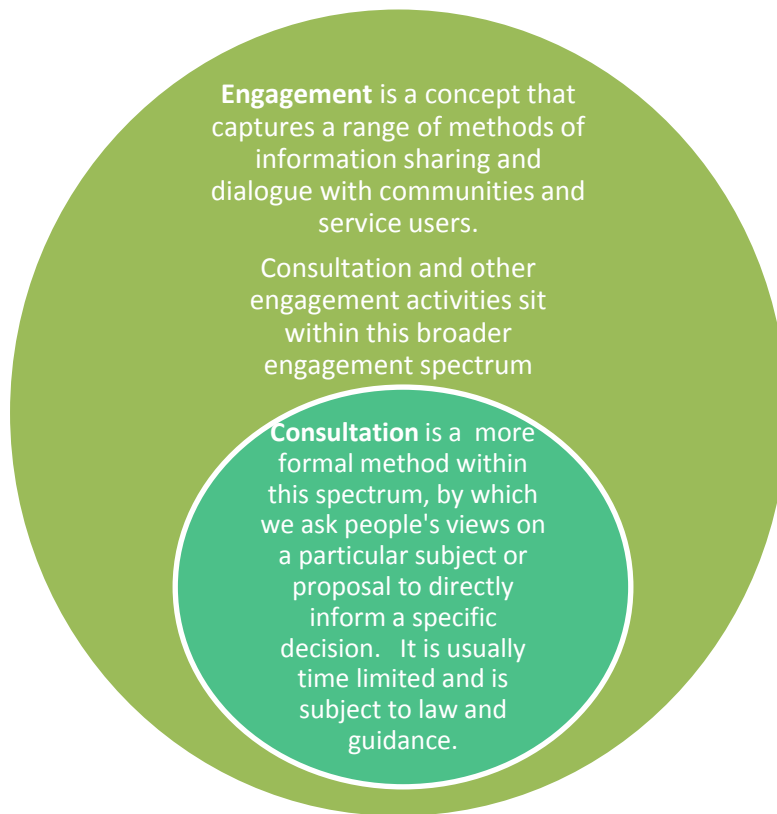 Engagement is a concept that
captures a range of methods of
information sharing and
dialogue with communities and
service users.
Consultation and other
engagement activities sit
within this broader
engagement spectrum
Consultation is a  more
formal method within
this spectrum, by which
we ask people's views on
a particular subject or
proposal to directly
inform a specific
decision.   It is usually
time limited and is
subject to law and
guidance.